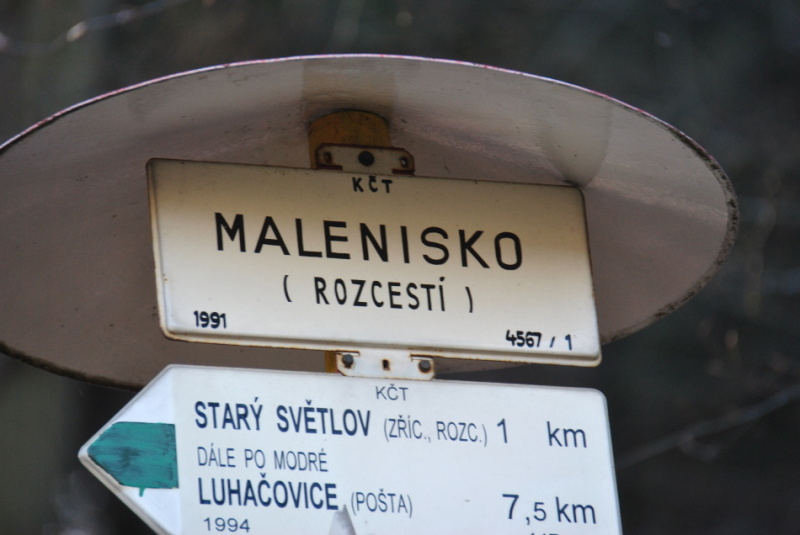 KČT
MALENISKO
( ROZCESTÍ )
1991 4567 / 1
KČT
STARÝ SVĚTLOV (ZŘÍC., ROZC.) 1 km
DÁLE PO MODRÉ
LUHAČOVICE (POŠTA) 7,5 km
1994